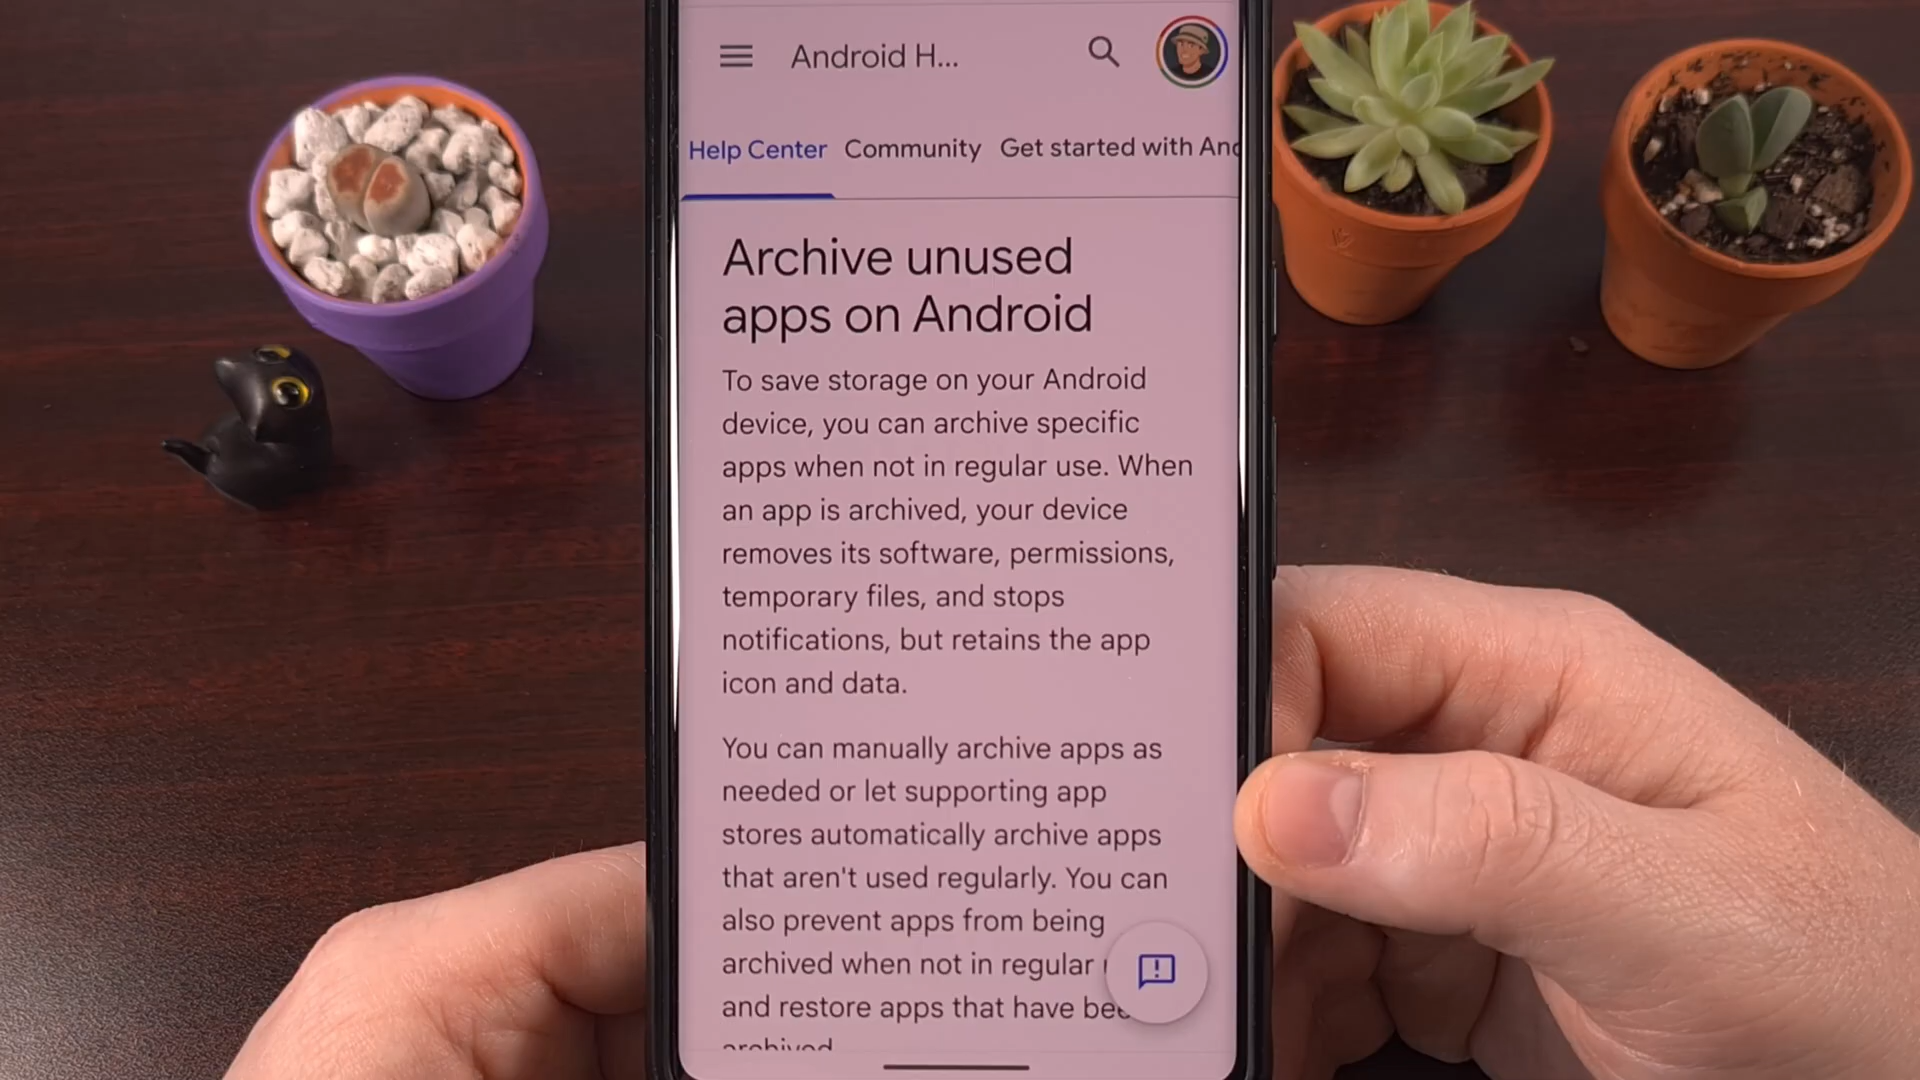 Android H...
Help Center Community Get started with
Archive unused
apps on Android
To save storage on your Android
device, you can archive specific
apps when not in regular use. When
an app is archived, your device
removes its software, permissions,
temporary files, and stops
notifications, but retains the app
icon and data.
You can manually archive apps as
needed or let supporting app
stores automatically archive apps
that aren't used regularly. You can
also prevent apps from being
archived when not in regular
and restore apps that have
archived